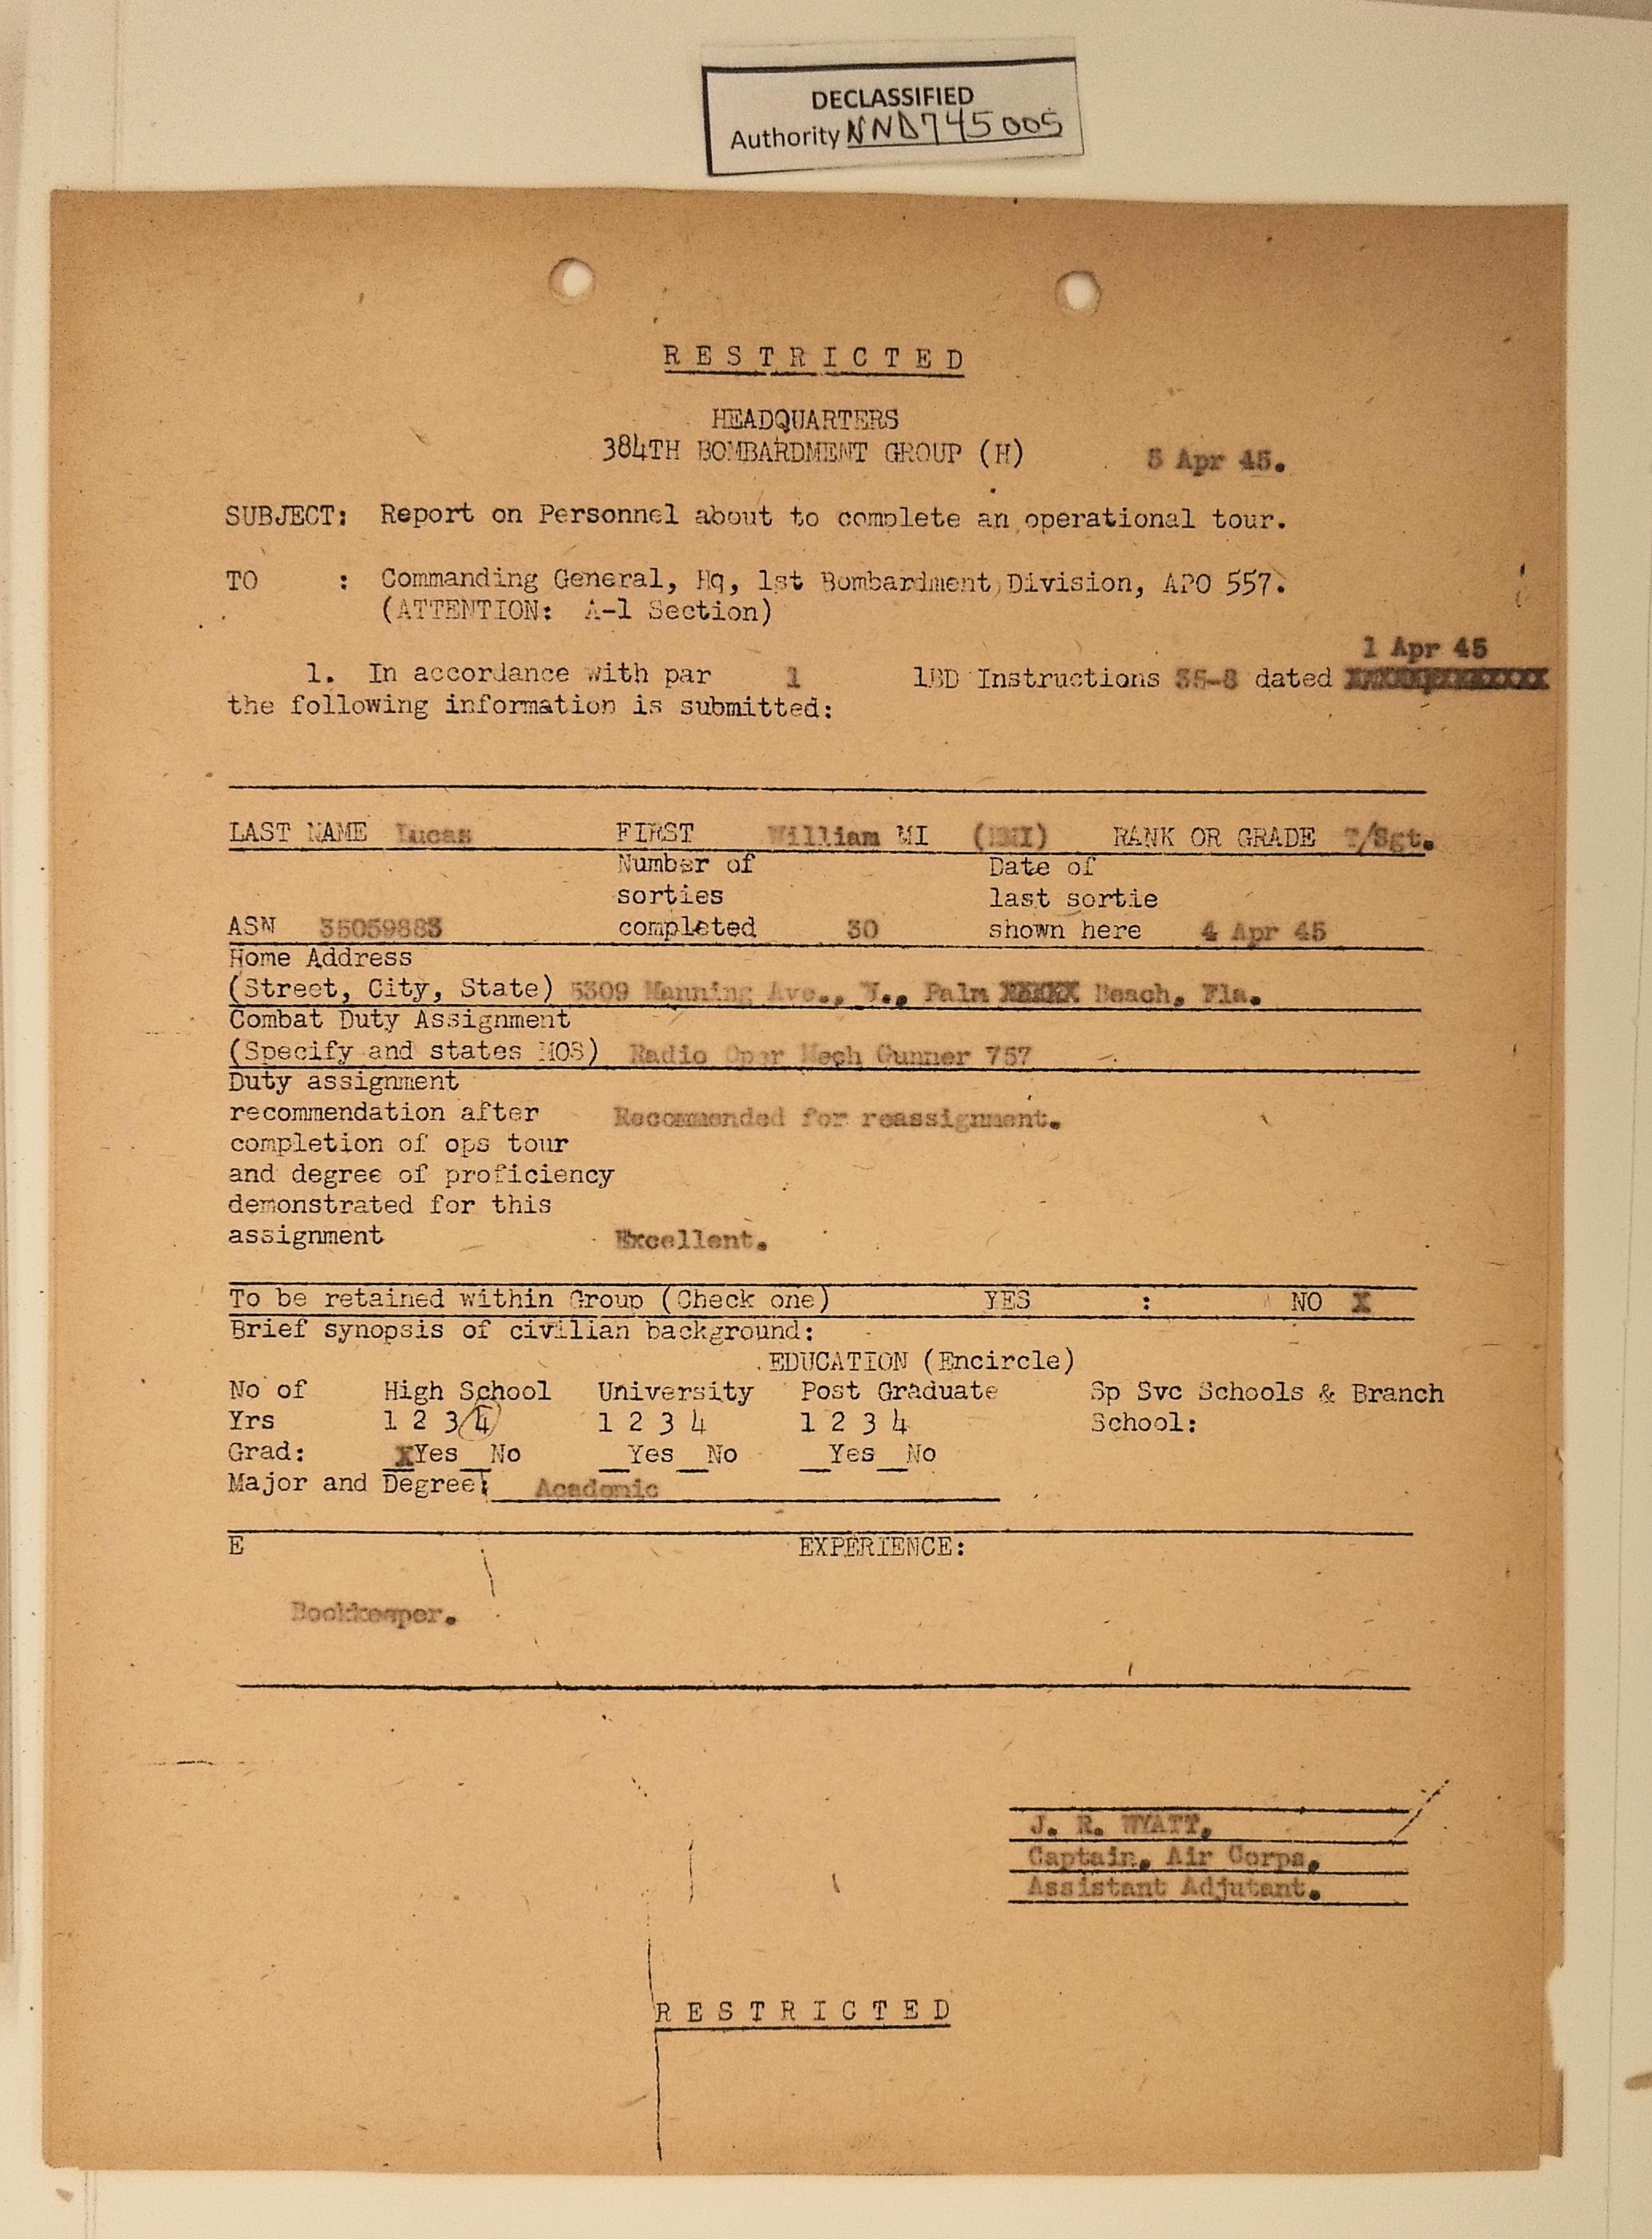 DECLASSIFIED
Authority NND745005
RESTRICTED
HEADQUARTERS
384TH BOMBARDMENT GROUP (H) 5 Apr 45.
SUBJECT: Report on Personnel about to complete an operational tour.
TO : Commanding General, Hq, 1st Bombardment Division, APO 557.
(ATTENTION: A-1 Section)
1 Apr 45
1. In accordance with par 1 1BD Instructions 35-8 dated
the following information is submitted:
LAST NAME Lucas FIRST William MI (NMI) RANK OR GRADE T/Sgt.
Number of Date of
sorties last sortie
ASN 35059883 completed 30 shown here 4 Apr 45
Home Address
(Street, City, State) 5309 Manning Ave., W., Palm Beach, Fla.
Combat Duty Assignment
(Specify and states MOS) Radio Oper Mech Gunner 757
Duty assignment
recommendation after Recommended for reassignment.
completion of ops tour
and degree of proficiency
demonstrated for this
assignment Excellent.
To be retained within Group (Check one) YES : NO X
Brief synopsis of civilian background:
EDUCATION (Encircle)
No of High School University Post Graduate Sp Svc Schools & Branch
Yrs 1 2 3 4 1 2 3 4 1 2 3 4 School:
Grad: XYes No Yes No Yes No
Major and Degree: Academic
E EXPERIENCE:
Bookkeeper.
J. R. WYATT,
Captain, Air Corps,
Assistant Adjutant.
RESTRICTED